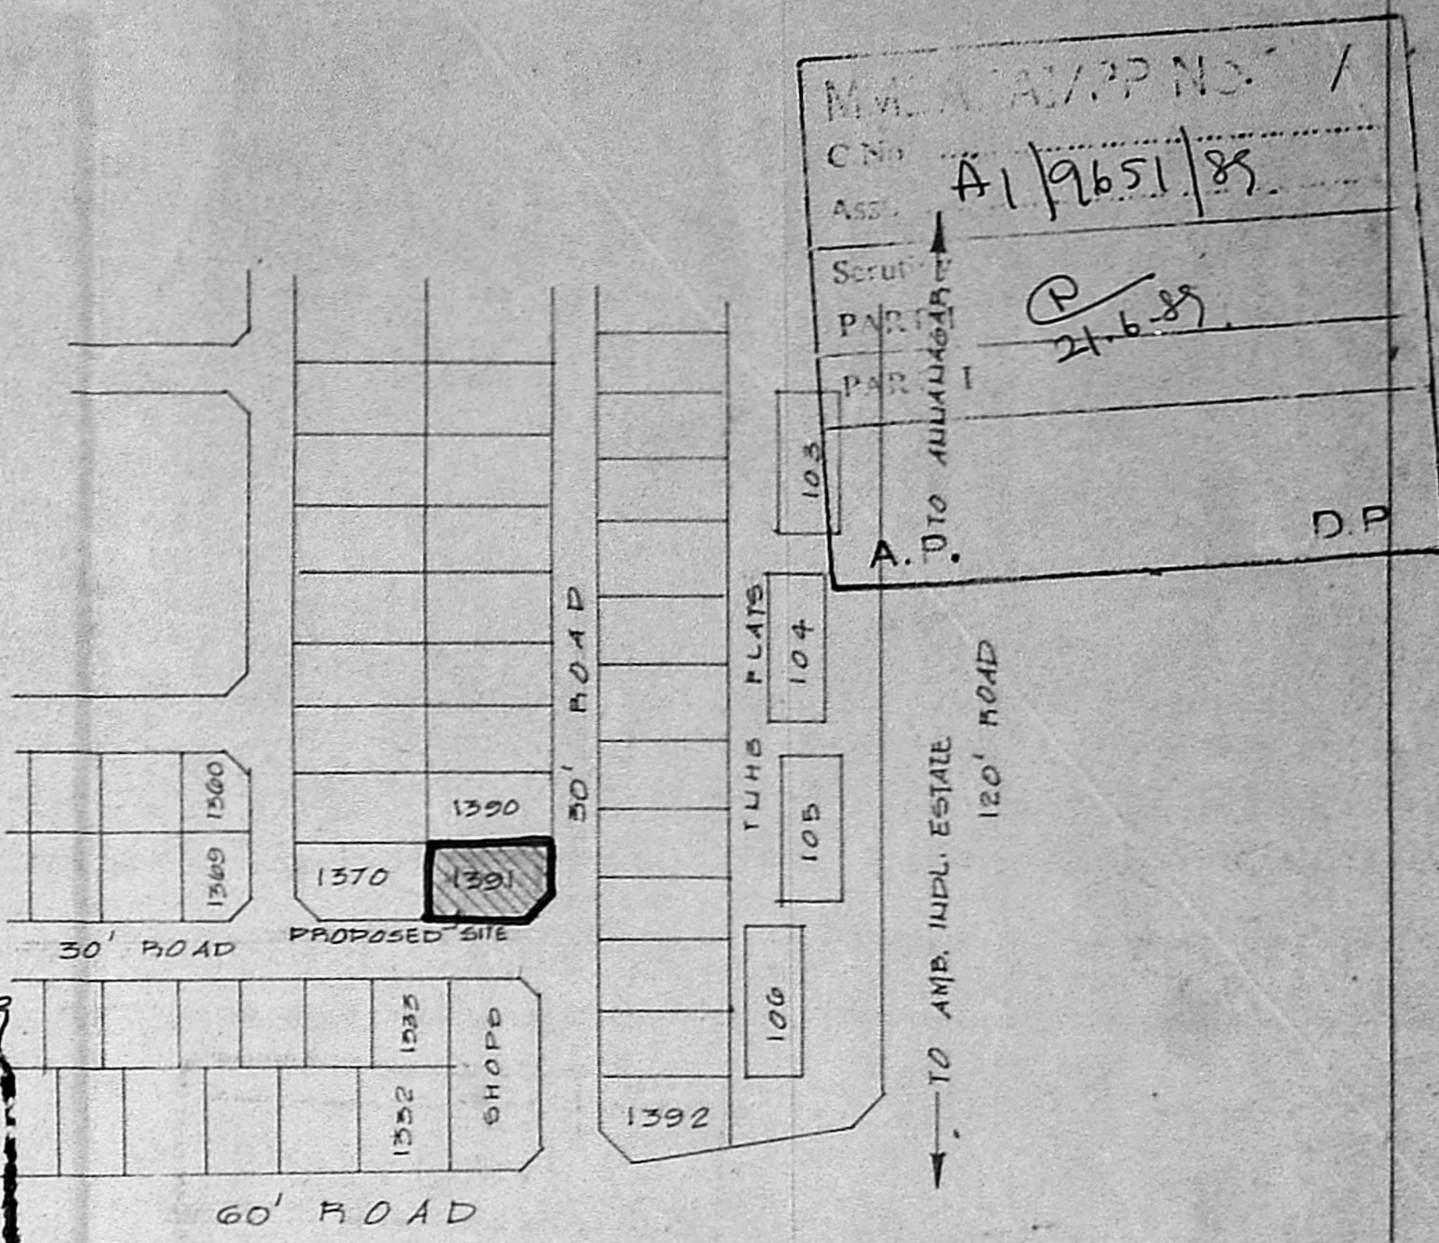 C No
A1/9651/89
Ass
PART I
21.6.89.
PART I
A.P.
D.P
TO ANNANAGAR
103
104
105
106
TNHB FLATS
30' ROAD
120' ROAD
TO AMB. INDL. ESTATE
1360
1369
1390
1370
1391
30' ROAD
PROPOSED SITE
1333
1332
SHOPS
1392
60' ROAD